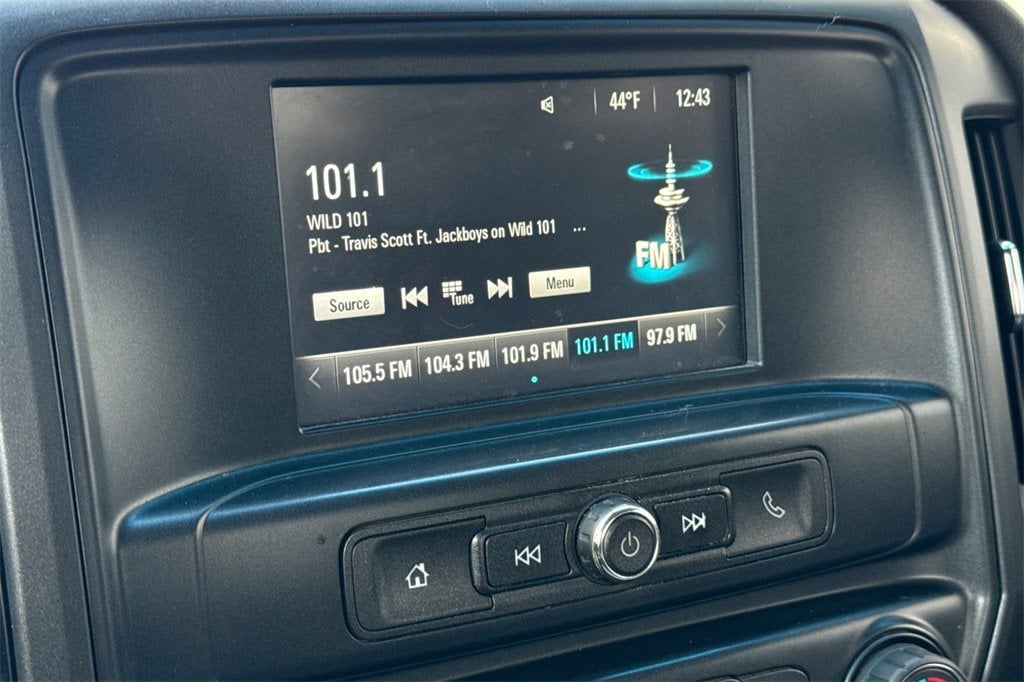 44°F 12:43
101.1
WILD 101
Pbt - Travis Scott Ft. Jackboys on Wild 101 ...
FM
Source Tune Menu
105.5 FM 104.3 FM 101.9 FM 101.1 FM 97.9 FM